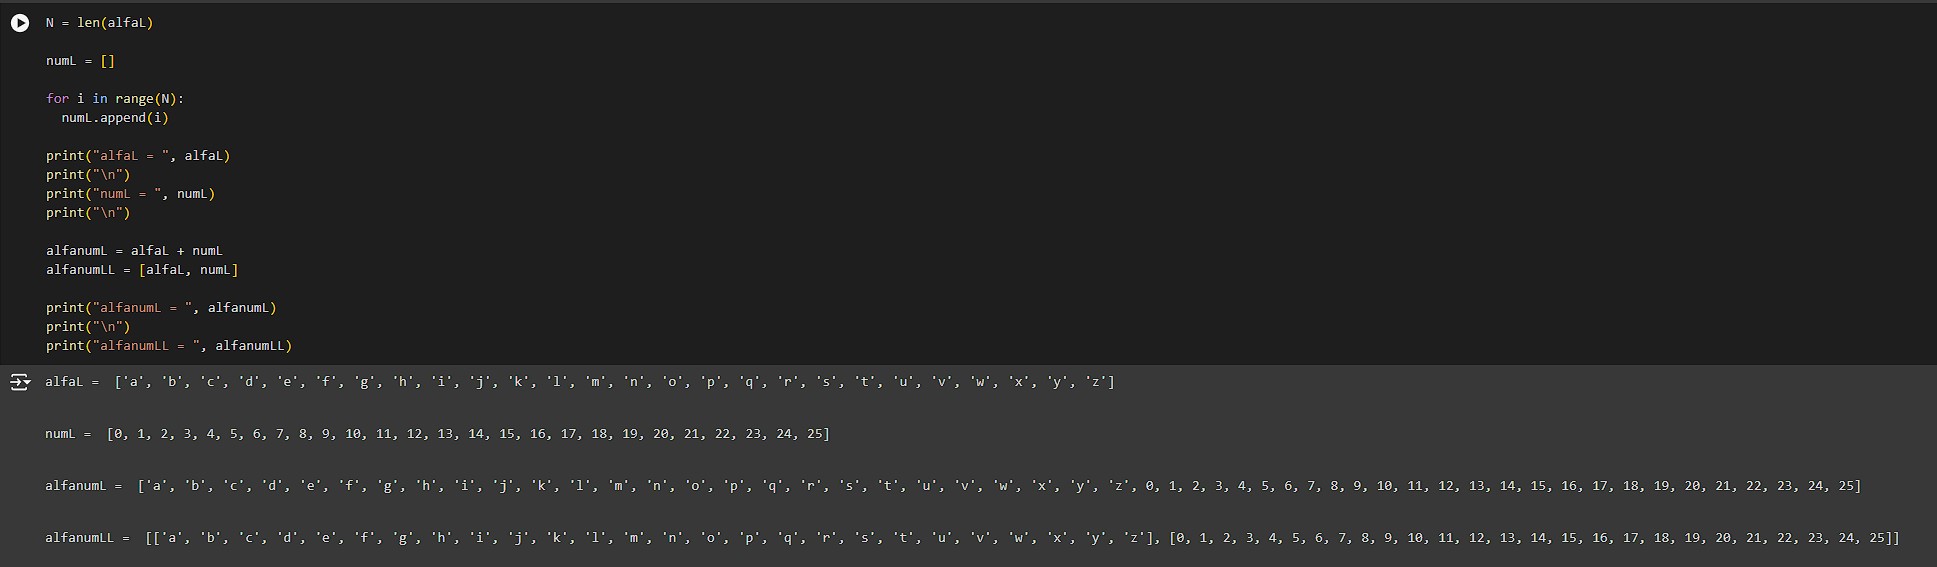 N = len(alfaL)
numL = []
for i in range(N):
  numL.append(i)
print("alfaL = ", alfaL)
print("\n")
print("numL = ", numL)
print("\n")
alfanumL = alfaL + numL
alfanumLL = [alfaL, numL]
print("alfanumL = ", alfanumL)
print("\n")
print("alfanumLL = ", alfanumLL)
alfaL =  ['a', 'b', 'c', 'd', 'e', 'f', 'g', 'h', 'i', 'j', 'k', 'l', 'm', 'n', 'o', 'p', 'q', 'r', 's', 't', 'u', 'v', 'w', 'x', 'y', 'z']
numL =  [0, 1, 2, 3, 4, 5, 6, 7, 8, 9, 10, 11, 12, 13, 14, 15, 16, 17, 18, 19, 20, 21, 22, 23, 24, 25]
alfanumL =  ['a', 'b', 'c', 'd', 'e', 'f', 'g', 'h', 'i', 'j', 'k', 'l', 'm', 'n', 'o', 'p', 'q', 'r', 's', 't', 'u', 'v', 'w', 'x', 'y', 'z', 0, 1, 2, 3, 4, 5, 6, 7, 8, 9, 10, 11, 12, 13, 14, 15, 16, 17, 18, 19, 20, 21, 22, 23, 24, 25]
alfanumLL =  [['a', 'b', 'c', 'd', 'e', 'f', 'g', 'h', 'i', 'j', 'k', 'l', 'm', 'n', 'o', 'p', 'q', 'r', 's', 't', 'u', 'v', 'w', 'x', 'y', 'z'], [0, 1, 2, 3, 4, 5, 6, 7, 8, 9, 10, 11, 12, 13, 14, 15, 16, 17, 18, 19, 20, 21, 22, 23, 24, 25]]